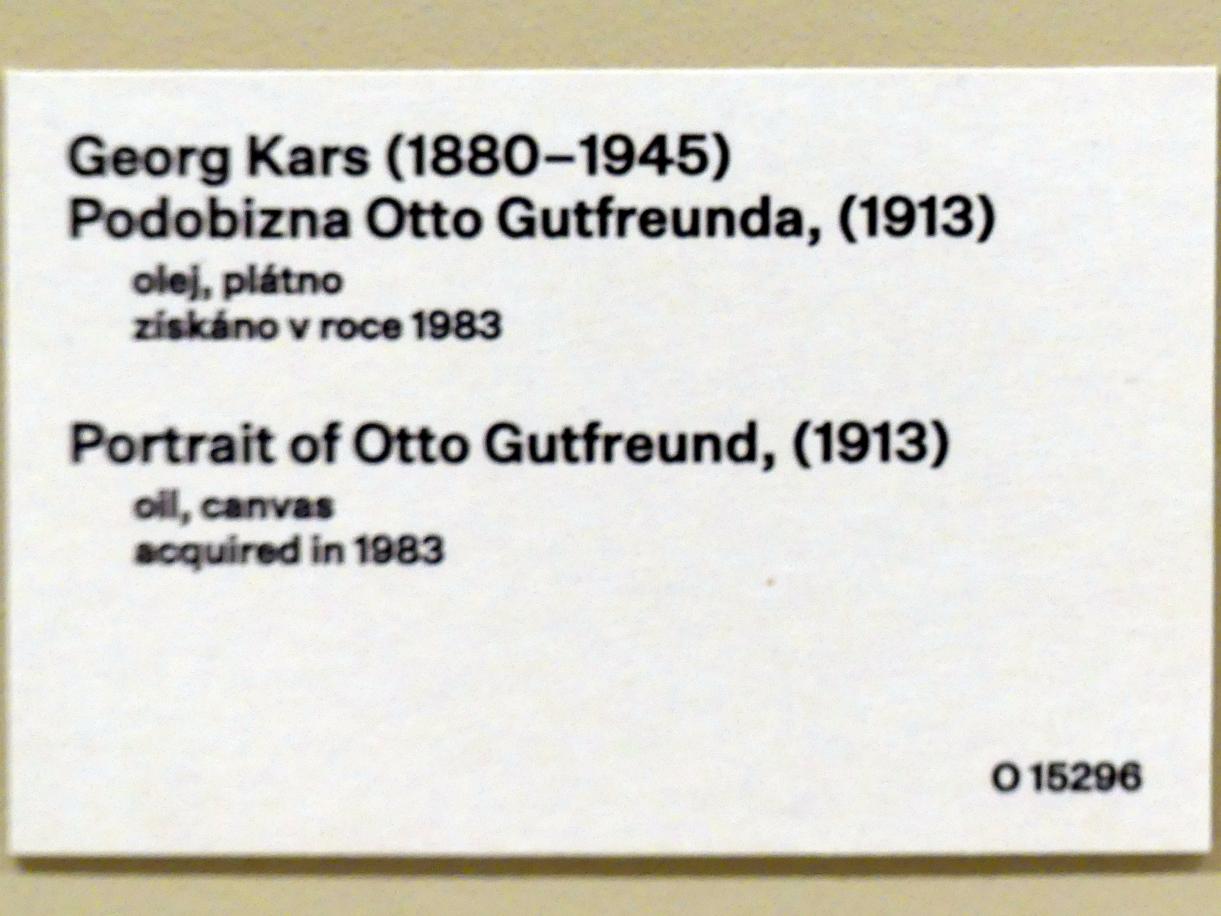 Georg Kars (1880–1945)
Podobizna Otto Gutfreunda, (1913)
olej, plátno
získáno v roce 1983
Portrait of Otto Gutfreund, (1913)
oil, canvas
acquired in 1983
O 15296